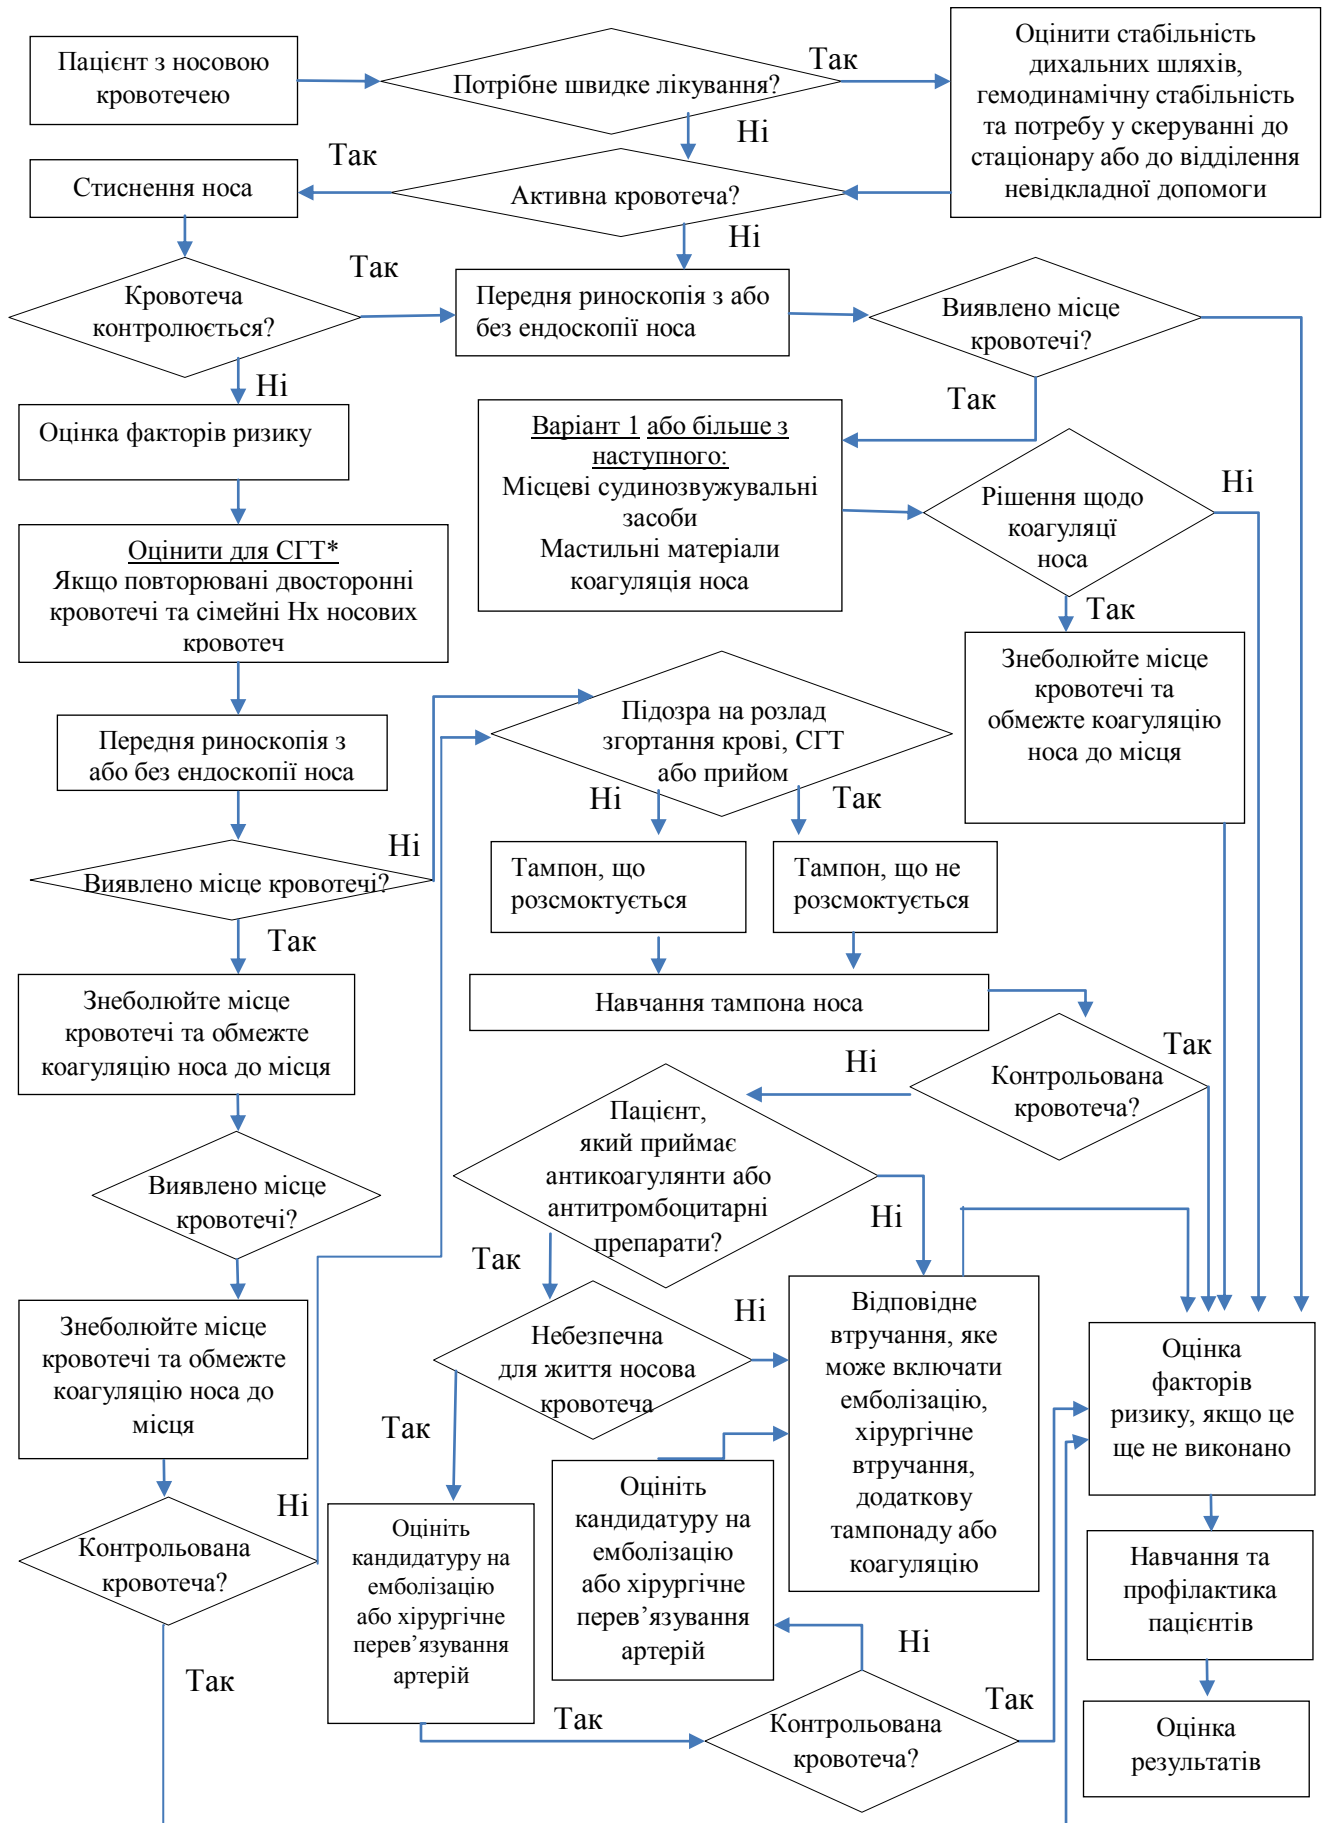 Пацієнт з носовою
кровотечею
Потрібне швидке лікування?
Так
Оцінити стабільність
дихальних шляхів,
гемодинамічну стабільність
та потребу у скеруванні до
стаціонару або до відділення
невідкладної допомоги
Ні
Так
Стиснення носа
Активна кровотеча?
Ні
Кровотеча
контролюється?
Так
Передня риноскопія з або
без ендоскопії носа
Виявлено місце
кровотечі?
Ні
Так
Оцінка факторів ризику
Варіант 1 або більше з
наступного:
Місцеві судинозвужувальні
засоби
Мастильні матеріали
коагуляція носа
Рішення щодо
коагуляцї
носа
Ні
Так
Оцінити для СГТ*
Якщо повторювані двосторонні
кровотечі та сімейні Hx носових
кровотеч
Знеболюйте місце
кровотечі та
обмежте коагуляцію
носа до місця
Передня риноскопія з
або без ендоскопії носа
Підозра на розлад
згортання крові, СГТ
або прийом
Ні
Так
Ні
Виявлено місце кровотечі?
Тампон, що
розсмоктується
Тампон, що не
розсмоктується
Так
Знеболюйте місце
кровотечі та обмежте
коагуляцію носа до місця
Навчання тампона носа
Контрольована
кровотеча?
Так
Ні
Пацієнт,
який приймає
антикоагулянти або
антитромбоцитарні
препарати?
Ні
Так
Виявлено місце
кровотечі?
Знеболюйте місце
кровотечі та обмежте
коагуляцію носа до
місця
Небезпечна
для життя носова
кровотеча
Ні
Так
Відповідне
втручання, яке
може включати
емболізацію,
хірургічне
втручання,
додаткову
тампонаду або
коагуляцію
Оцінка
факторів
ризику, якщо це
ще не виконано
Контрольована
кровотеча?
Ні
Так
Оцініть
кандидатуру на
емболізацію
або хірургічне
перев’язування
артерій
Оцініть
кандидатуру на
емболізацію
або хірургічне
перев’язування
артерій
Навчання та
профілактика
пацієнтів
Так
Контрольована
кровотеча?
Ні
Так
Оцінка
результатів